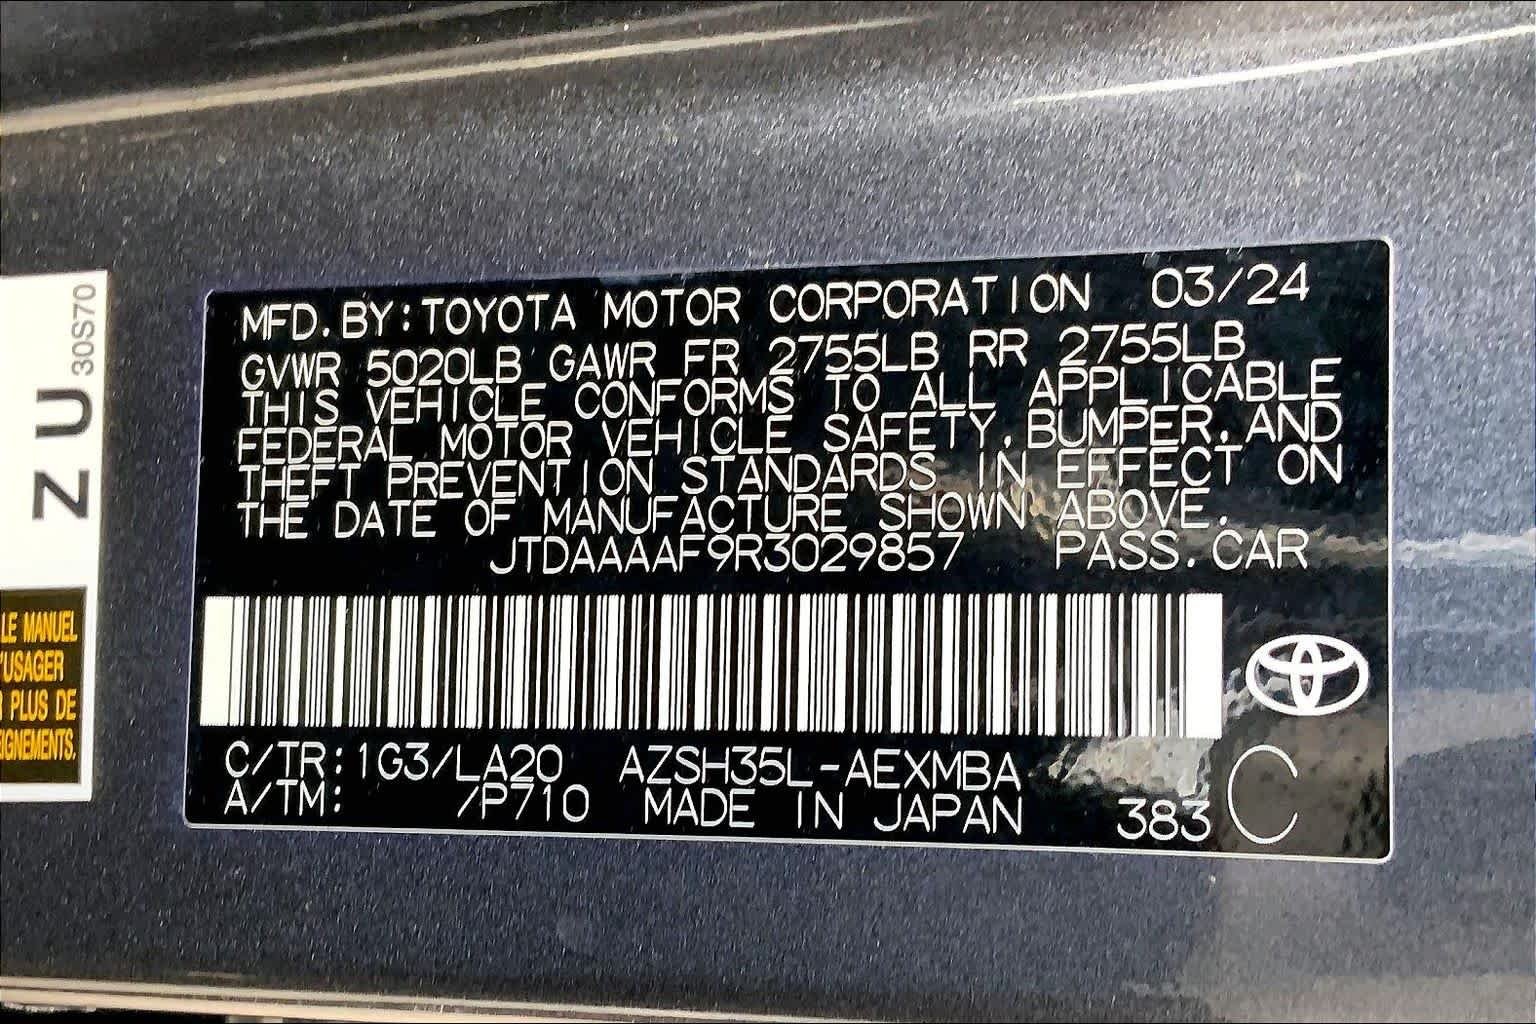 MFD. BY: TOYOTA MOTOR CORPORATION 03/24
GVWR 5020LB GAWR FR 2755LB RR 2755LB
THIS VEHICLE CONFORMS TO ALL APPLICABLE
FEDERAL MOTOR VEHICLE SAFETY, BUMPER, AND
THEFT PREVENTION STANDARDS IN EFFECT ON
THE DATE OF MANUFACTURE SHOWN ABOVE.
JTDAAAAF9R3029857 PASS. CAR
C/TR: 1G3/LA20 AZSH35L-AEXMBA
A/TM: /P710 MADE IN JAPAN 383 C
ZU 30S70
LE MANUEL
'USAGER
PLUS DE